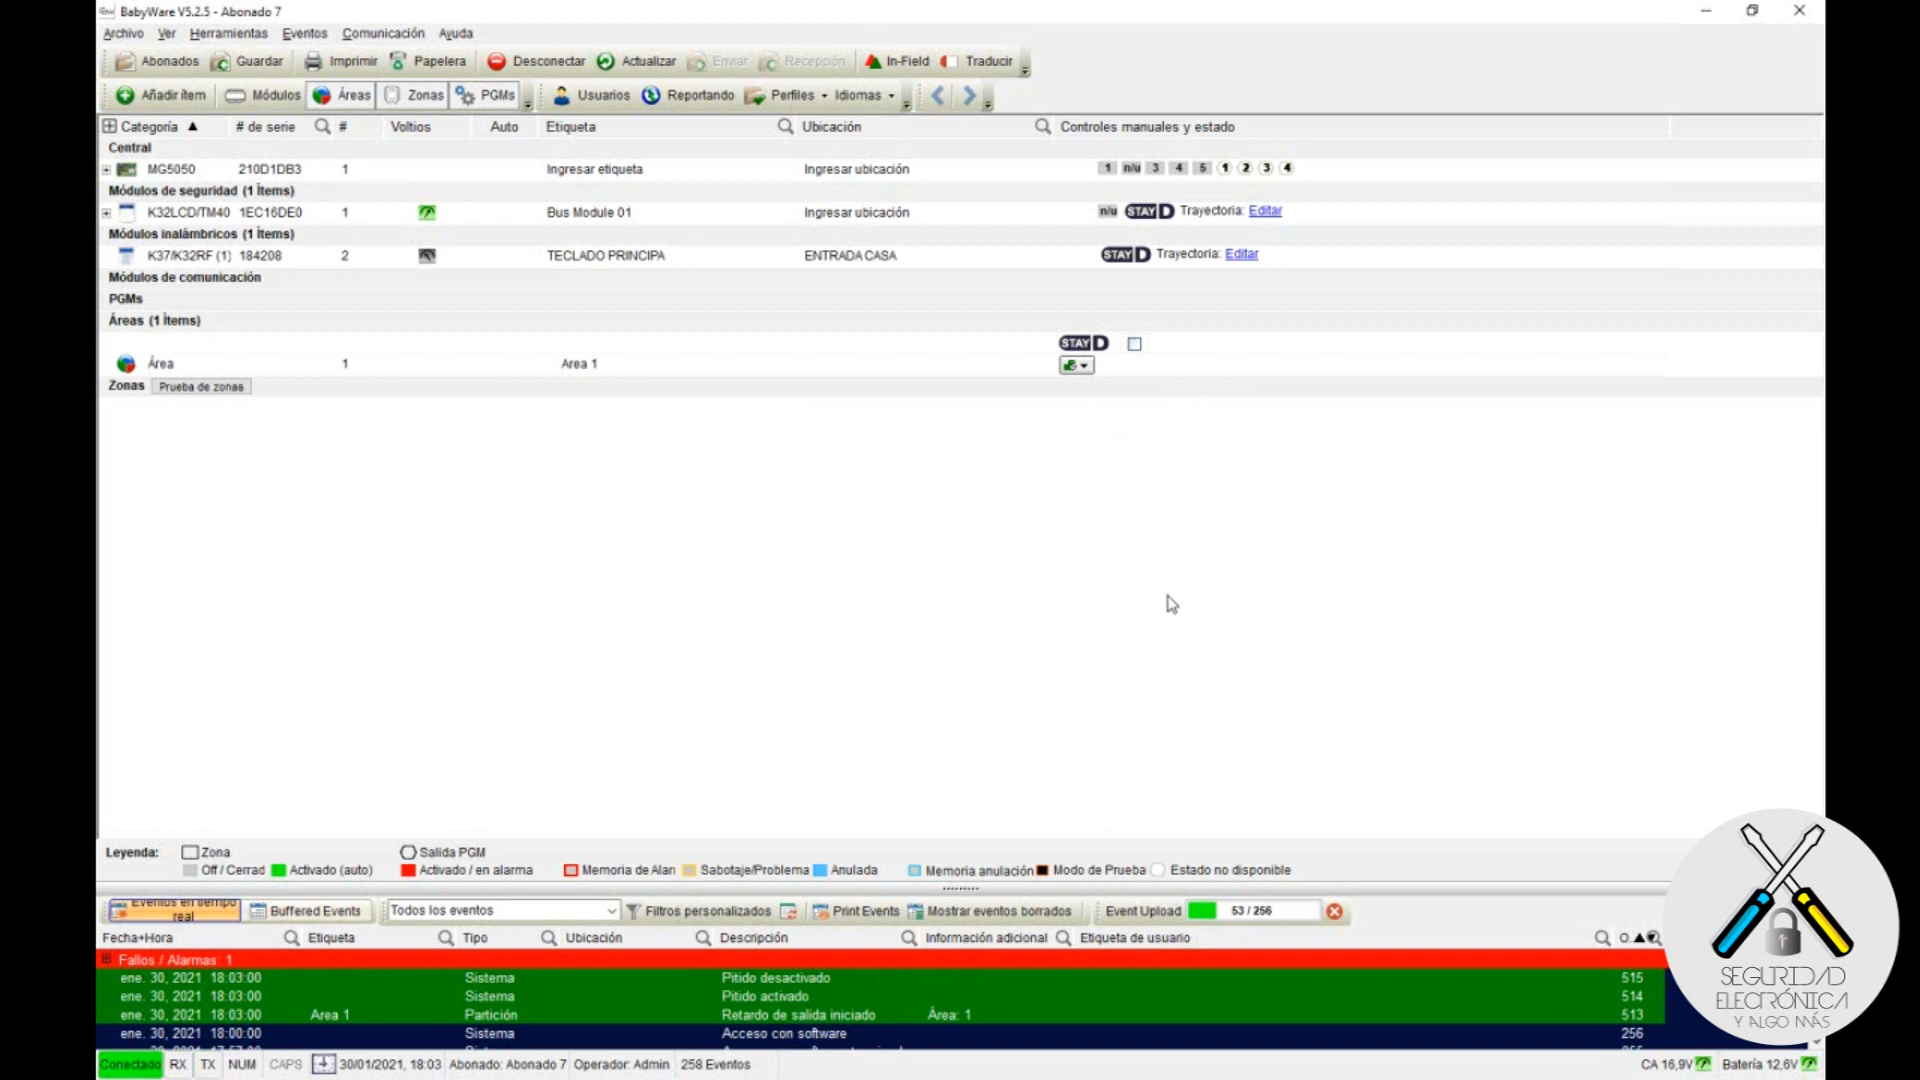 BabyWare V5.2.5 - Abonado 7
Archivo Ver Herramientas Eventos Comunicación Ayuda
Abonados Guardar Imprimir Papelera Desconectar Actualizar Enviar Recepción In-Field Traducir
Añadir ítem Módulos Áreas Zonas PGMs Usuarios Reportando Perfiles Idiomas
Categoría # de serie # Voltios Auto Etiqueta Ubicación Controles manuales y estado
Central
MG5050 210D1DB3 1 Ingresar etiqueta Ingresar ubicación 1 n/u 3 4 5 1 2 3 4
Módulos de seguridad (1 Ítems)
K32LCD/TM40 1EC16DE0 1 Bus Module 01 Ingresar ubicación n/u STAY D Trayectoria: Editar
Módulos inalámbricos (1 Ítems)
K37/K32RF (1) 184208 2 TECLADO PRINCIPA ENTRADA CASA STAY D Trayectoria: Editar
Módulos de comunicación
PGMs
Áreas (1 Ítems)
STAY D
Área 1 Area 1
Zonas Prueba de zonas
Leyenda: Zona Salida PGM
Off / Cerrad Activado (auto) Activado / en alarma Memoria de Alan Sabotaje/Problema Anulada Memoria anulación Modo de Prueba Estado no disponible
Eventos en tiempo real Buffered Events Todos los eventos Filtros personalizados Print Events Mostrar eventos borrados Event Upload 53 / 256
Fecha+Hora Etiqueta Tipo Ubicación Descripción Información adicional Etiqueta de usuario O
Fallos / Alarmas: 1
ene. 30, 2021 18:03:00 Sistema Pitido desactivado 515
ene. 30, 2021 18:03:00 Sistema Pitido activado 514
ene. 30, 2021 18:03:00 Area 1 Partición Retardo de salida iniciado Área: 1 513
ene. 30, 2021 18:00:00 Sistema Acceso con software 256
Conectado RX TX NUM CAPS 30/01/2021, 18:03 Abonado: Abonado 7 Operador: Admin 258 Eventos CA 16,9V Batería 12,6V
SEGURIDAD
ELECTRÓNICA
Y ALGO MÁS